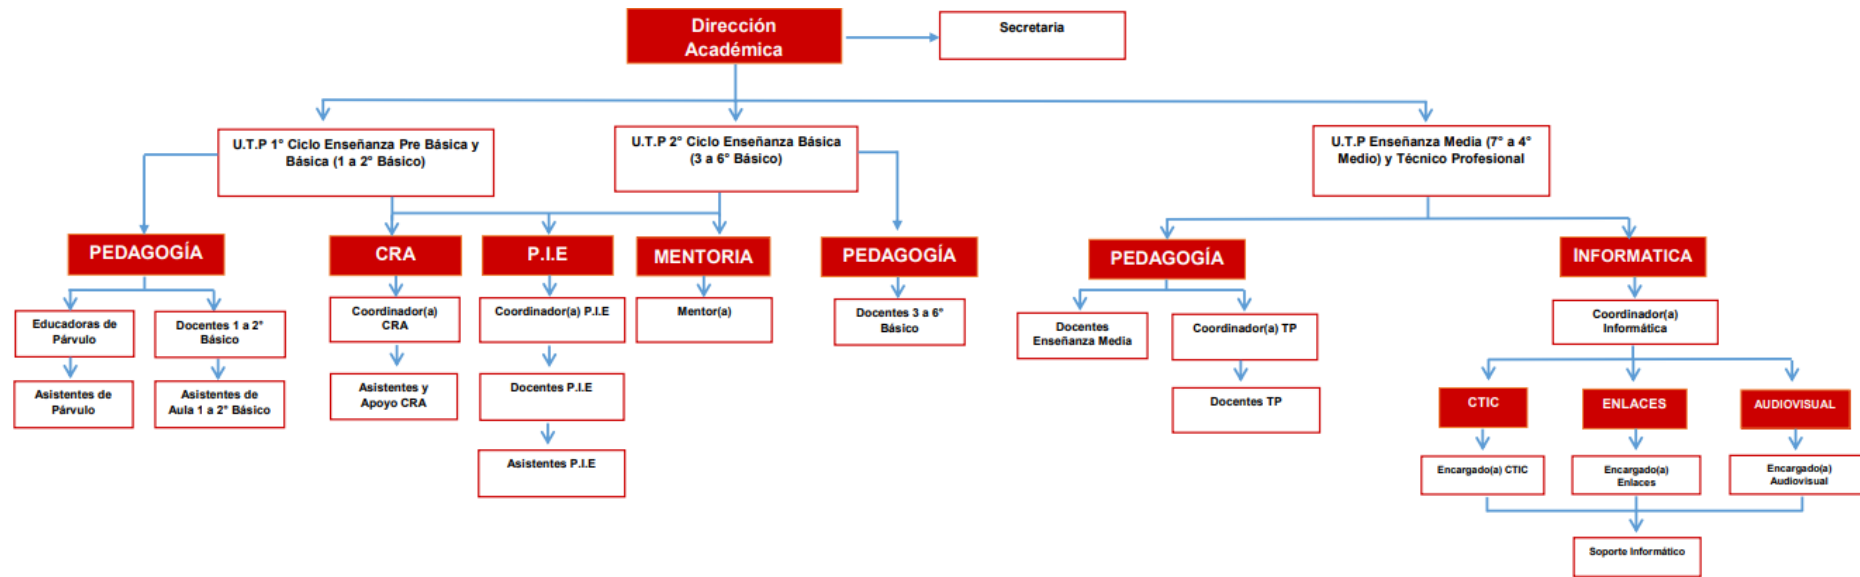 Dirección
Académica
Secretaria
U.T.P 1° Ciclo Enseñanza Pre Básica y
Básica (1 a 2° Básico)
U.T.P 2° Ciclo Enseñanza Básica
(3 a 6° Básico)
U.T.P Enseñanza Media (7° a 4°
Medio) y Técnico Profesional
PEDAGOGÍA
CRA
P.I.E
MENTORIA
PEDAGOGÍA
PEDAGOGÍA
INFORMATICA
Educadoras de
Párvulo
Docentes 1 a 2°
Básico
Coordinador(a)
CRA
Coordinador(a) P.I.E
Mentor(a)
Docentes 3 a 6°
Básico
Docentes
Enseñanza Media
Coordinador(a) TP
Coordinador(a)
Informática
Asistentes de
Párvulo
Asistentes de
Aula 1 a 2° Básico
Asistentes y
Apoyo CRA
Docentes P.I.E
Docentes TP
CTIC
ENLACES
AUDIOVISUAL
Asistentes P.I.E
Encargado(a) CTIC
Encargado(a)
Enlaces
Encargado(a)
Audiovisual
Soporte Informático